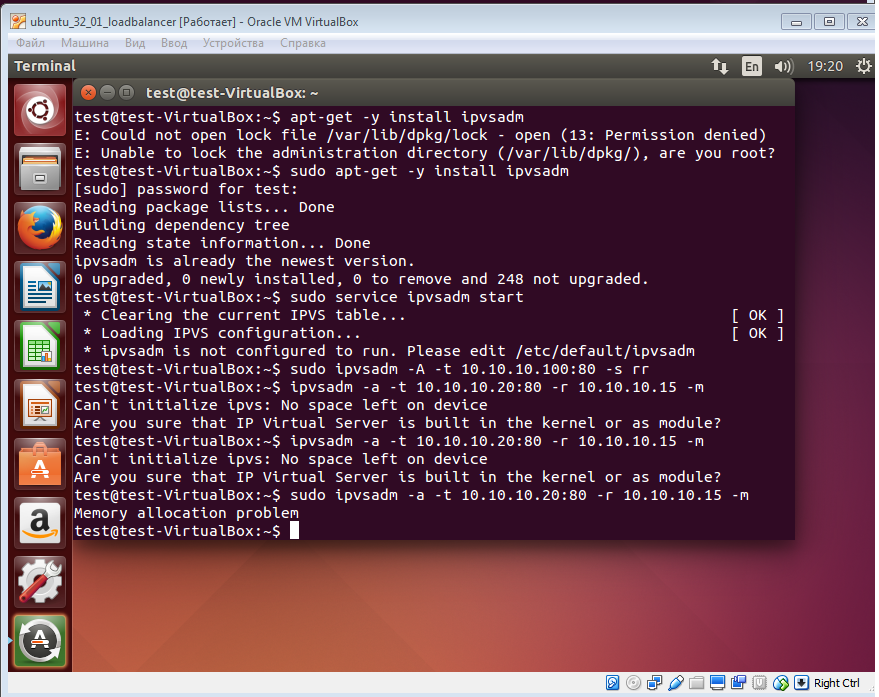 ubuntu_32_01_loadbalancer [Работает] - Oracle VM VirtualBox
Файл Машина Вид Ввод Устройства Справка
Terminal En 19:20
test@test-VirtualBox: ~
test@test-VirtualBox:~$ apt-get -y install ipvsadm
E: Could not open lock file /var/lib/dpkg/lock - open (13: Permission denied)
E: Unable to lock the administration directory (/var/lib/dpkg/), are you root?
test@test-VirtualBox:~$ sudo apt-get -y install ipvsadm
[sudo] password for test:
Reading package lists... Done
Building dependency tree
Reading state information... Done
ipvsadm is already the newest version.
0 upgraded, 0 newly installed, 0 to remove and 248 not upgraded.
test@test-VirtualBox:~$ sudo service ipvsadm start
 * Clearing the current IPVS table... [ OK ]
 * Loading IPVS configuration... [ OK ]
 * ipvsadm is not configured to run. Please edit /etc/default/ipvsadm
test@test-VirtualBox:~$ sudo ipvsadm -A -t 10.10.10.100:80 -s rr
test@test-VirtualBox:~$ ipvsadm -a -t 10.10.10.20:80 -r 10.10.10.15 -m
Can't initialize ipvs: No space left on device
Are you sure that IP Virtual Server is built in the kernel or as module?
test@test-VirtualBox:~$ ipvsadm -a -t 10.10.10.20:80 -r 10.10.10.15 -m
Can't initialize ipvs: No space left on device
Are you sure that IP Virtual Server is built in the kernel or as module?
test@test-VirtualBox:~$ sudo ipvsadm -a -t 10.10.10.20:80 -r 10.10.10.15 -m
Memory allocation problem
test@test-VirtualBox:~$
Right Ctrl